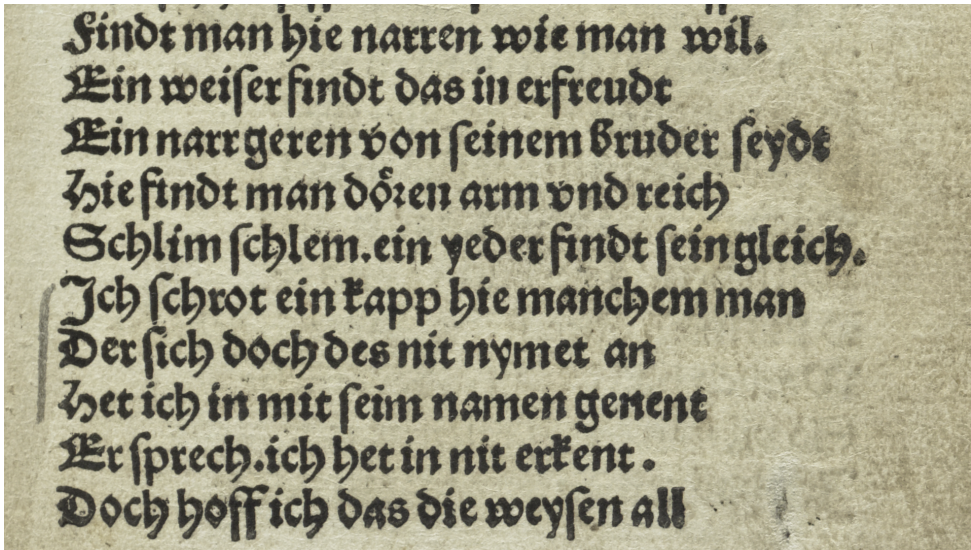 Findt man hie narren wie man wil.
Ein weiſer findt das in erfreudt
Ein narr geren von ſeinem bruder ſeydt
Hie findt man doͤꝛen arm vnd reich
Schlim ſchlem. ein yeder findt ſein gleich.
Ich ſchrot ein kapp hie manchem man
Der ſich doch des nit nymet an
Het ich in mit ſeim namen genent
Er ſprech. ich het in nit erkent.
Doch hoff ich das die weyſen all